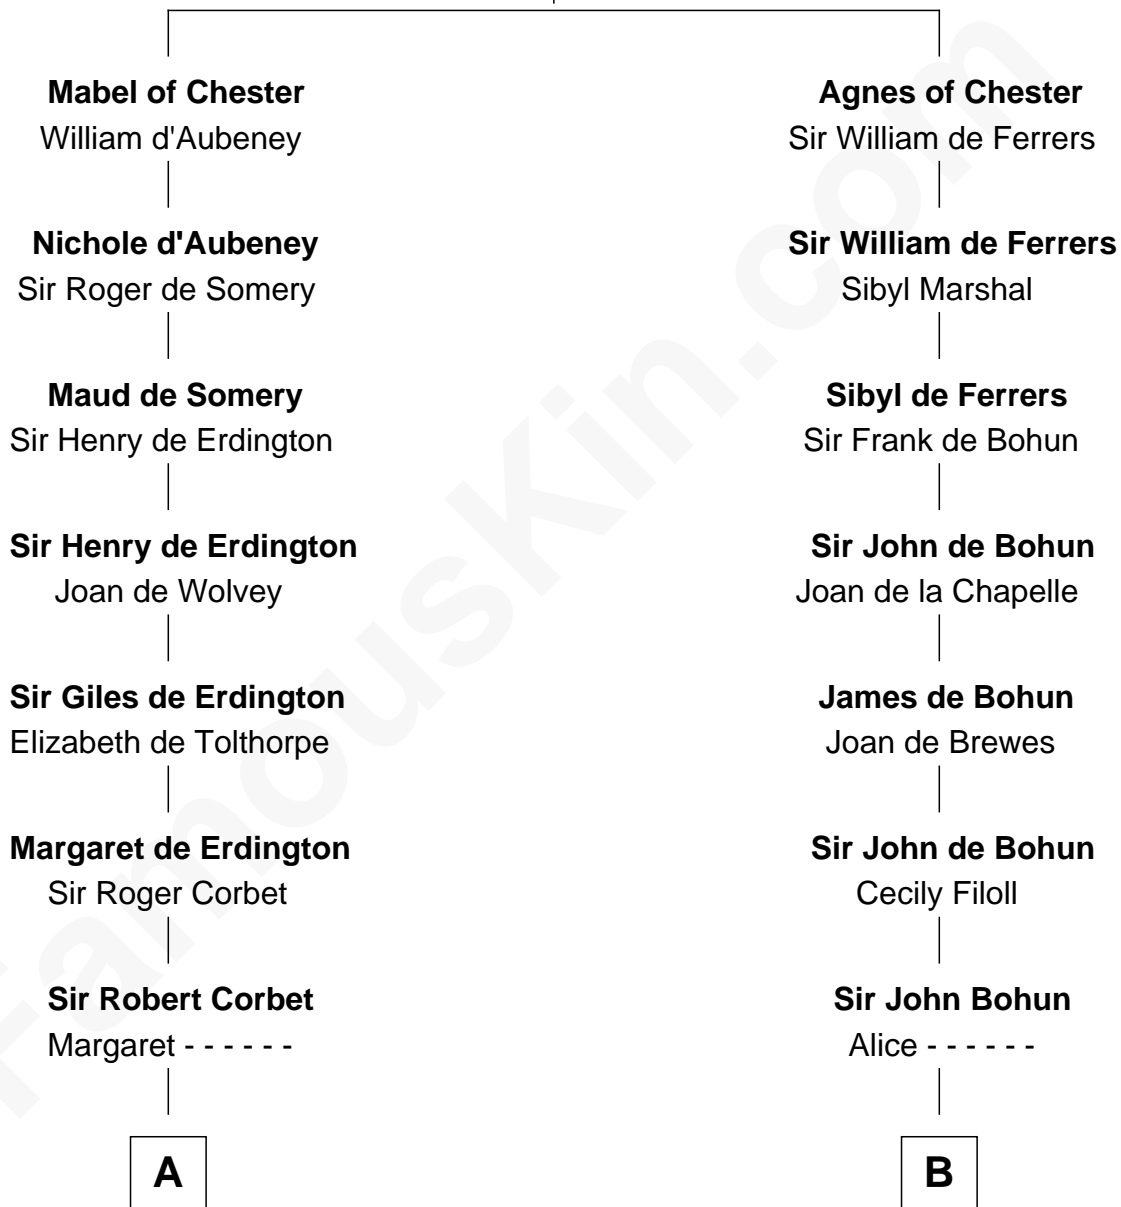 Mabel of Chester
William d'Aubeney
Nichole d'Aubeney
Sir Roger de Somery
Maud de Somery
Sir Henry de Erdington
Sir Henry de Erdington
Joan de Wolvey
Sir Giles de Erdington
Elizabeth de Tolthorpe
Margaret de Erdington
Sir Roger Corbet
Sir Robert Corbet
Margaret - - - - - -
A
Agnes of Chester
Sir William de Ferrers
Sir William de Ferrers
Sibyl Marshal
Sibyl de Ferrers
Sir Frank de Bohun
Sir John de Bohun
Joan de la Chapelle
James de Bohun
Joan de Brewes
Sir John de Bohun
Cecily Filoll
Sir John Bohun
Alice - - - - - -
B
FamousKin.com